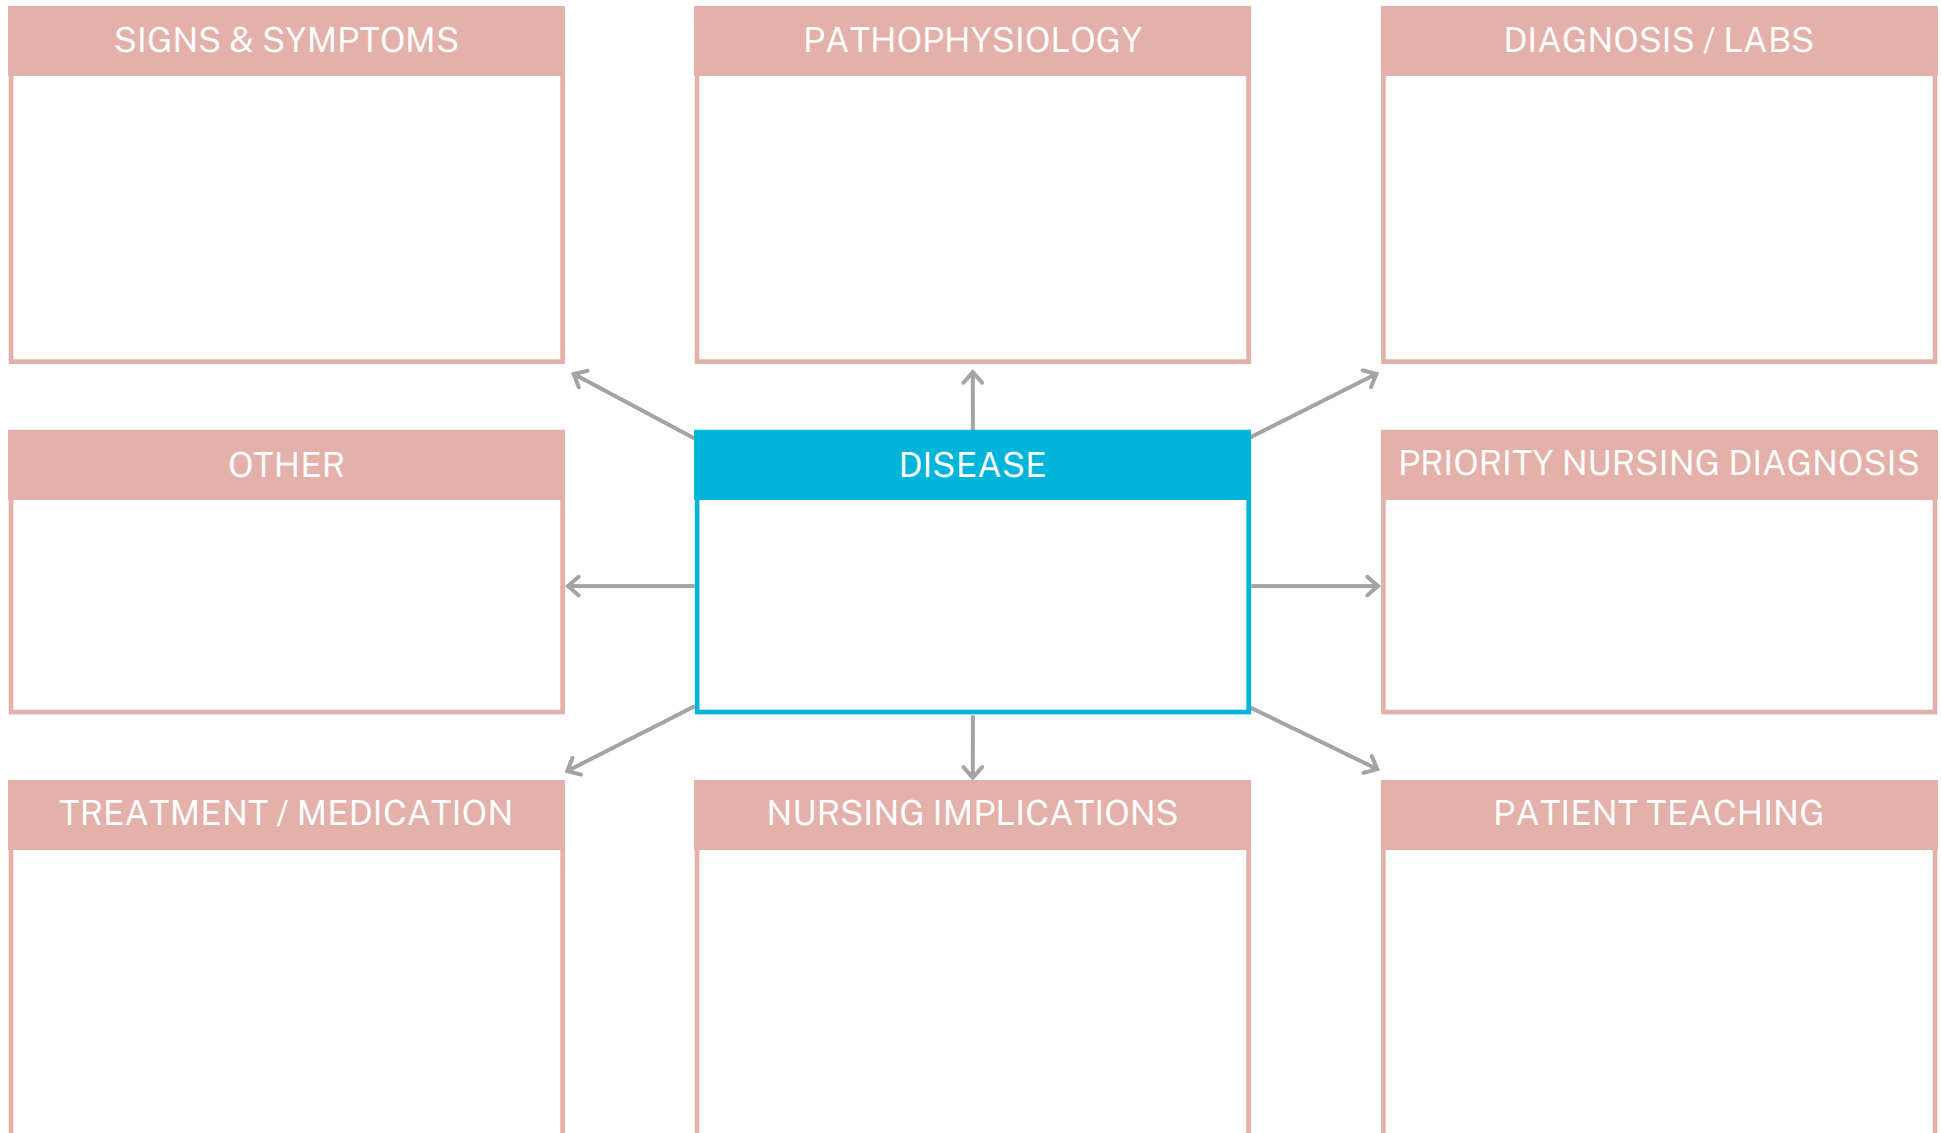 SIGNS & SYMPTOMS
PATHOPHYSIOLOGY
DIAGNOSIS / LABS
OTHER
DISEASE
PRIORITY NURSING DIAGNOSIS
TREATMENT / MEDICATION
NURSING IMPLICATIONS
PATIENT TEACHING